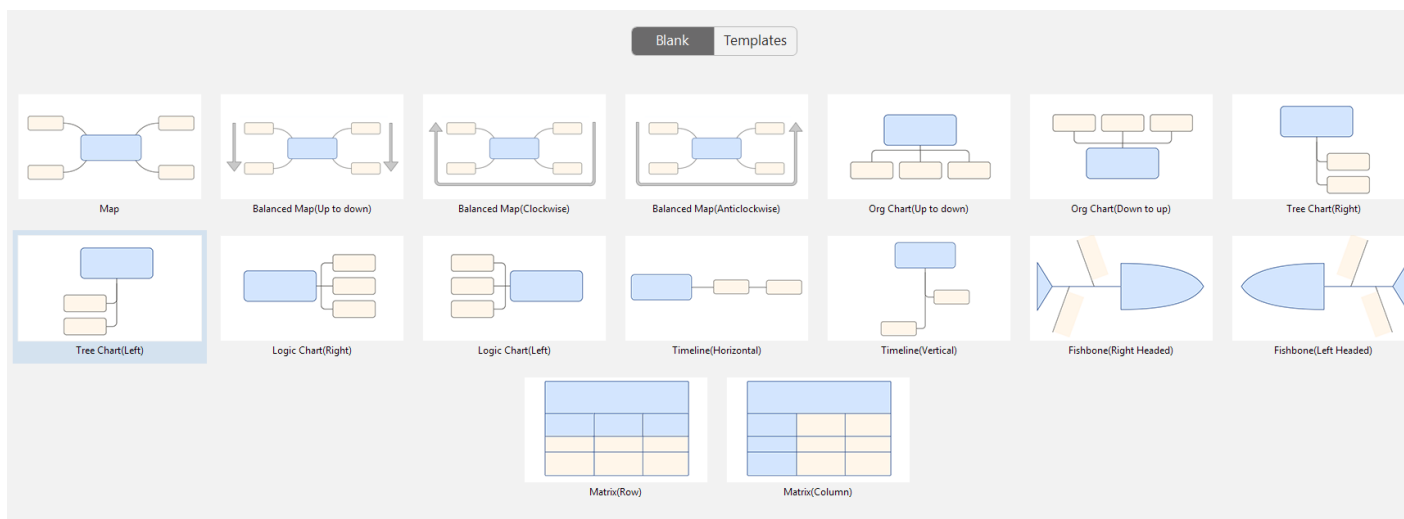 Blank Templates
Map
Balanced Map(Up to down)
Balanced Map(Clockwise)
Balanced Map(Anticlockwise)
Org Chart(Up to down)
Org Chart(Down to up)
Tree Chart(Right)
Tree Chart(Left)
Logic Chart(Right)
Logic Chart(Left)
Timeline(Horizontal)
Timeline(Vertical)
Fishbone(Right Headed)
Fishbone(Left Headed)
Matrix(Row)
Matrix(Column)